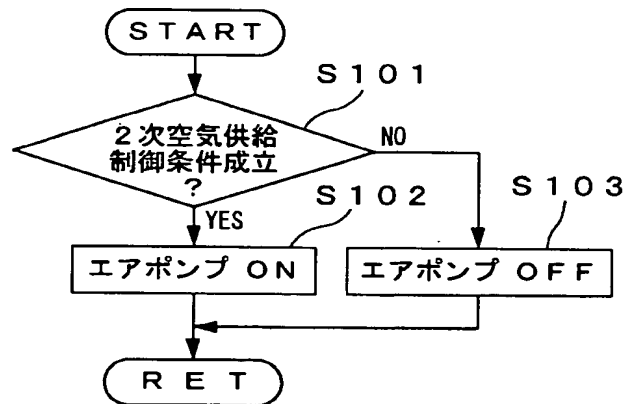 START
S101
2次空気供給
制御条件成立
?
NO
YES
S102
S103
エアポンプ ON
エアポンプ OFF
RET